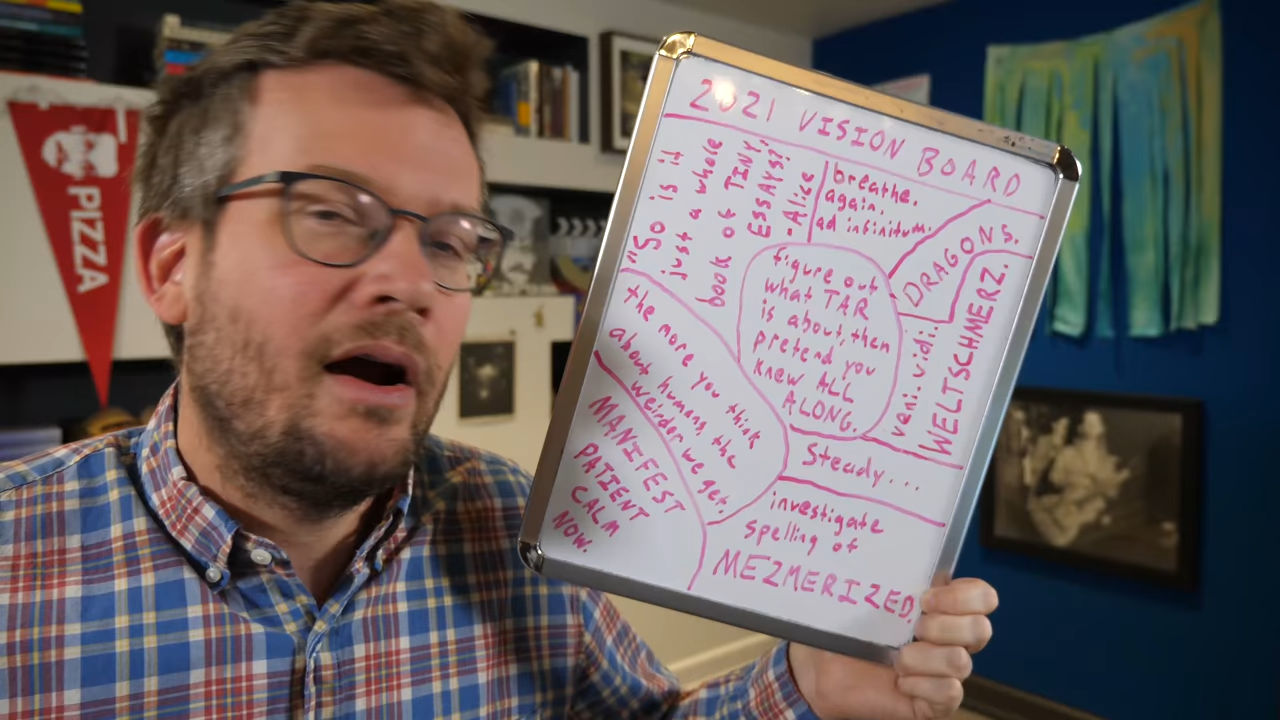 PIZZA
2021 VISION BOARD
"So is it
just a whole
book of TINY
ESSAYS?"
-Alice
breathe.
again.
ad infinitum.
DRAGONS.
figure out
what TAR
is about, then
pretend you
knew ALL
ALONG.
veni. vidi.
WELTSCHMERZ.
the more you think
about humans, the
weirder we get.
Steady...
MANIFEST
PATIENT
CALM
NOW.
investigate
spelling of
MEZMERIZED.